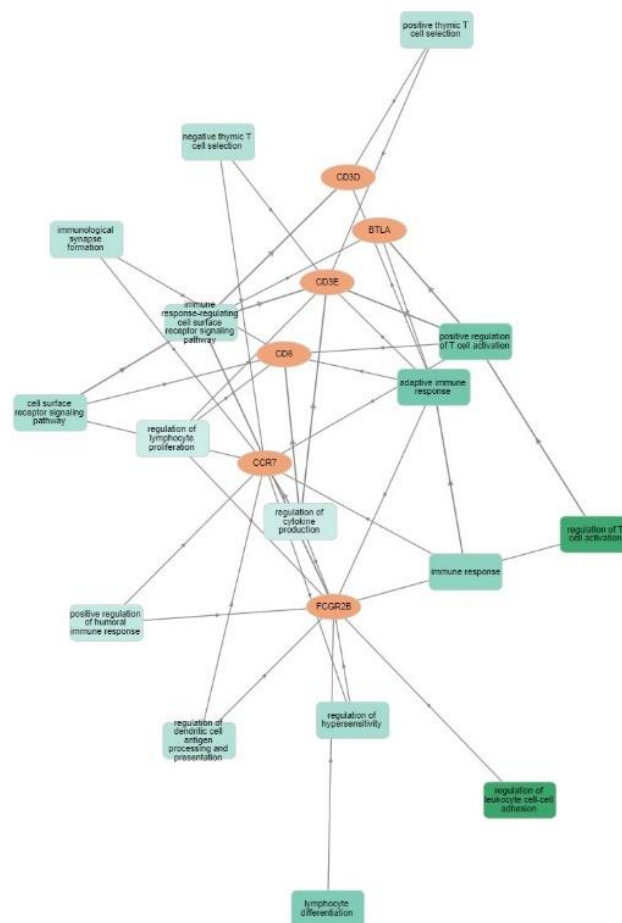 positive thymic T
cell selection
negative thymic T
cell selection
CD3D
immunological
synapse
formation
BTLA
CD3E
immune
response-regulating
cell surface
receptor signaling
pathway
positive regulation
of T cell activation
CD6
adaptive immune
response
cell surface
receptor signaling
pathway
regulation of
lymphocyte
proliferation
CCR7
regulation of
cytokine
production
regulation of T
cell activation
immune response
FCGR2B
positive regulation
of humoral
immune response
regulation of
hypersensitivity
regulation of
dendritic cell
antigen
processing and
presentation
regulation of
leukocyte cell-cell
adhesion
lymphocyte
differentiation